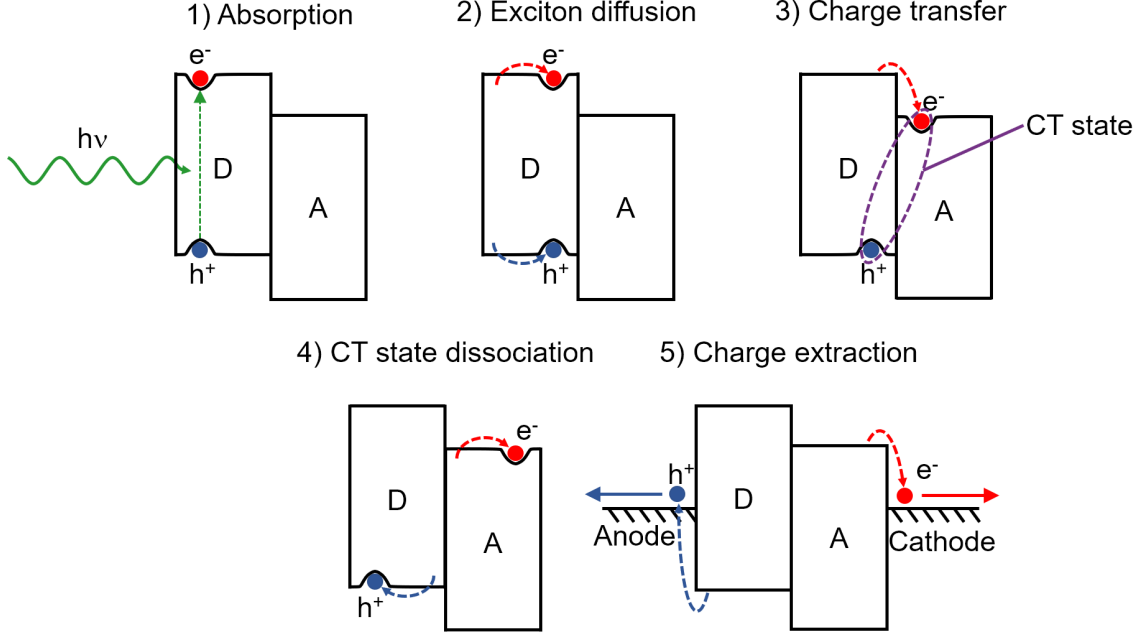 1) Absorption
2) Exciton diffusion
3) Charge transfer
e-
e-
e-
hν
D
A
h+
D
A
h+
CT state
D
A
h+
4) CT state dissociation
5) Charge extraction
D
e-
A
h+
h+
D
A
e-
Anode
Cathode